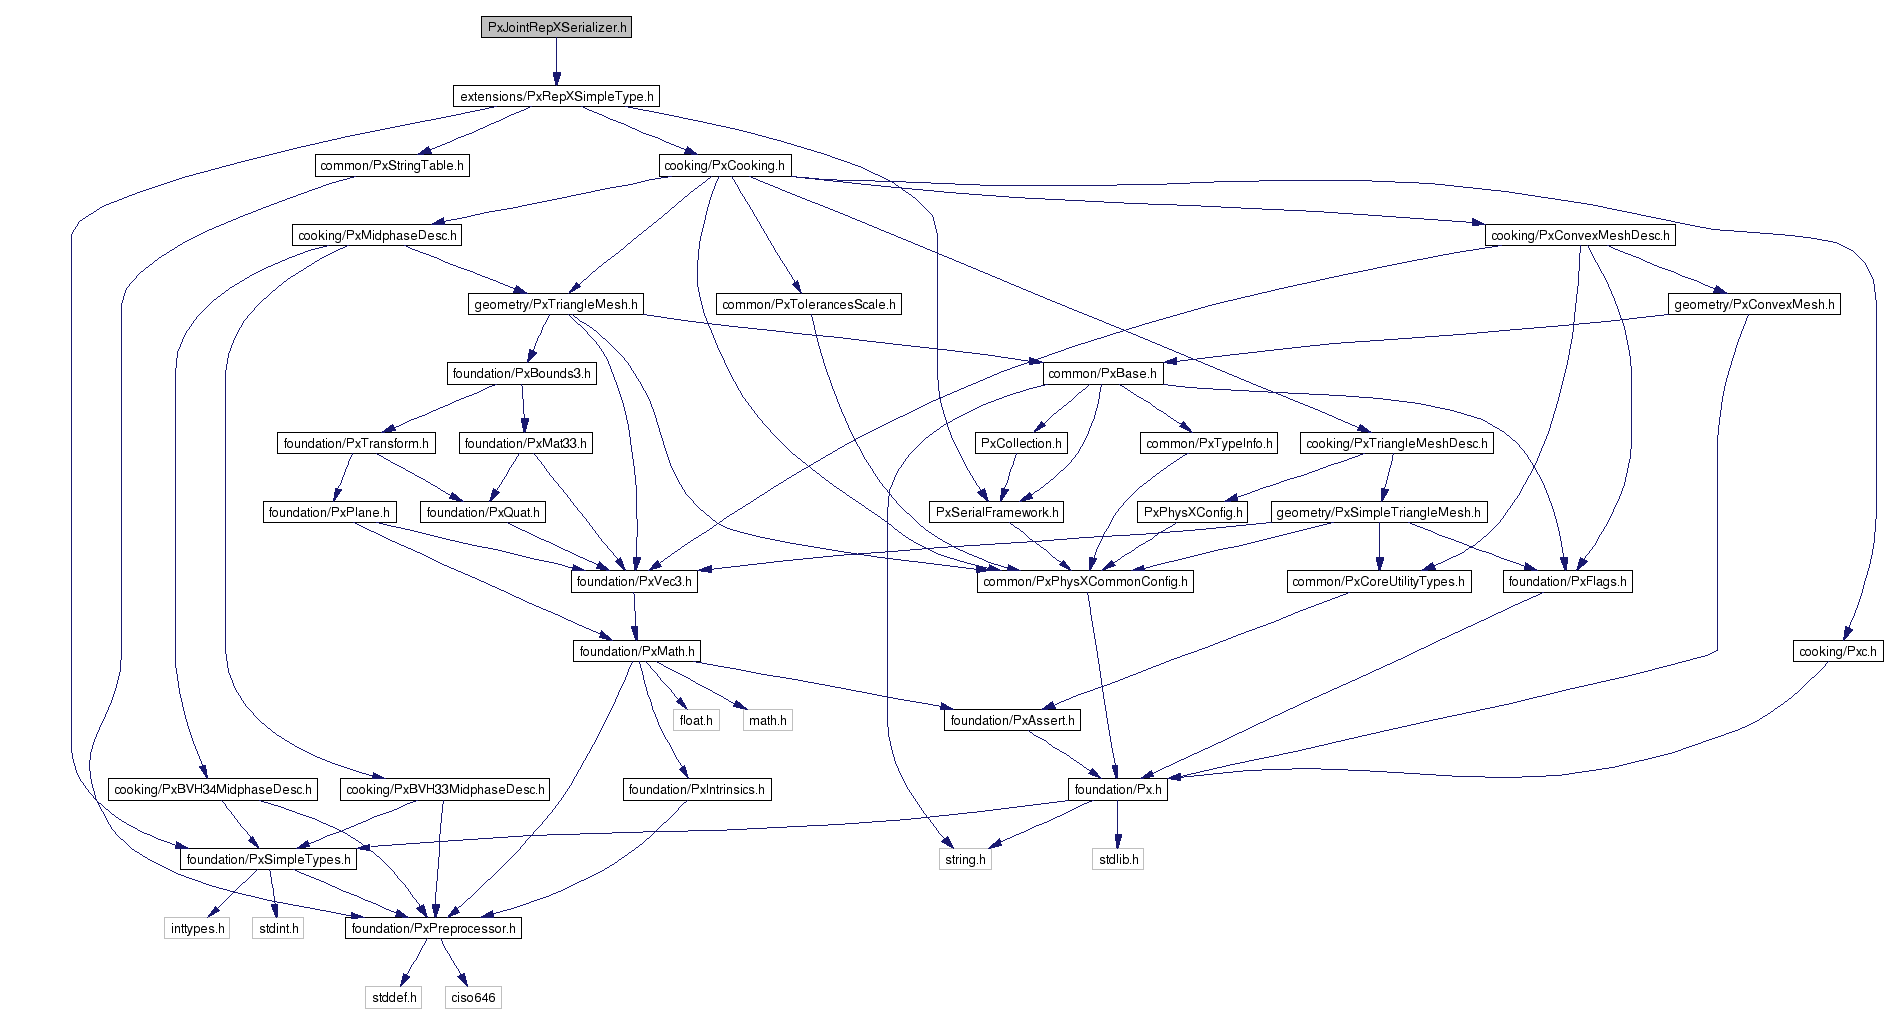 PxJointRepXSerializer.h
extensions/PxRepXSimpleType.h
common/PxStringTable.h
cooking/PxCooking.h
cooking/PxMidphaseDesc.h
cooking/PxConvexMeshDesc.h
geometry/PxTriangleMesh.h
common/PxTolerancesScale.h
geometry/PxConvexMesh.h
foundation/PxBounds3.h
common/PxBase.h
foundation/PxTransform.h
foundation/PxMat33.h
PxCollection.h
common/PxTypeInfo.h
cooking/PxTriangleMeshDesc.h
foundation/PxPlane.h
foundation/PxQuat.h
PxSerialFramework.h
PxPhysXConfig.h
geometry/PxSimpleTriangleMesh.h
foundation/PxVec3.h
common/PxPhysXCommonConfig.h
common/PxCoreUtilityTypes.h
foundation/PxFlags.h
foundation/PxMath.h
cooking/Pxc.h
float.h
math.h
foundation/PxAssert.h
cooking/PxBVH34MidphaseDesc.h
cooking/PxBVH33MidphaseDesc.h
foundation/PxIntrinsics.h
foundation/Px.h
foundation/PxSimpleTypes.h
string.h
stdlib.h
inttypes.h
stdint.h
foundation/PxPreprocessor.h
stddef.h
ciso646